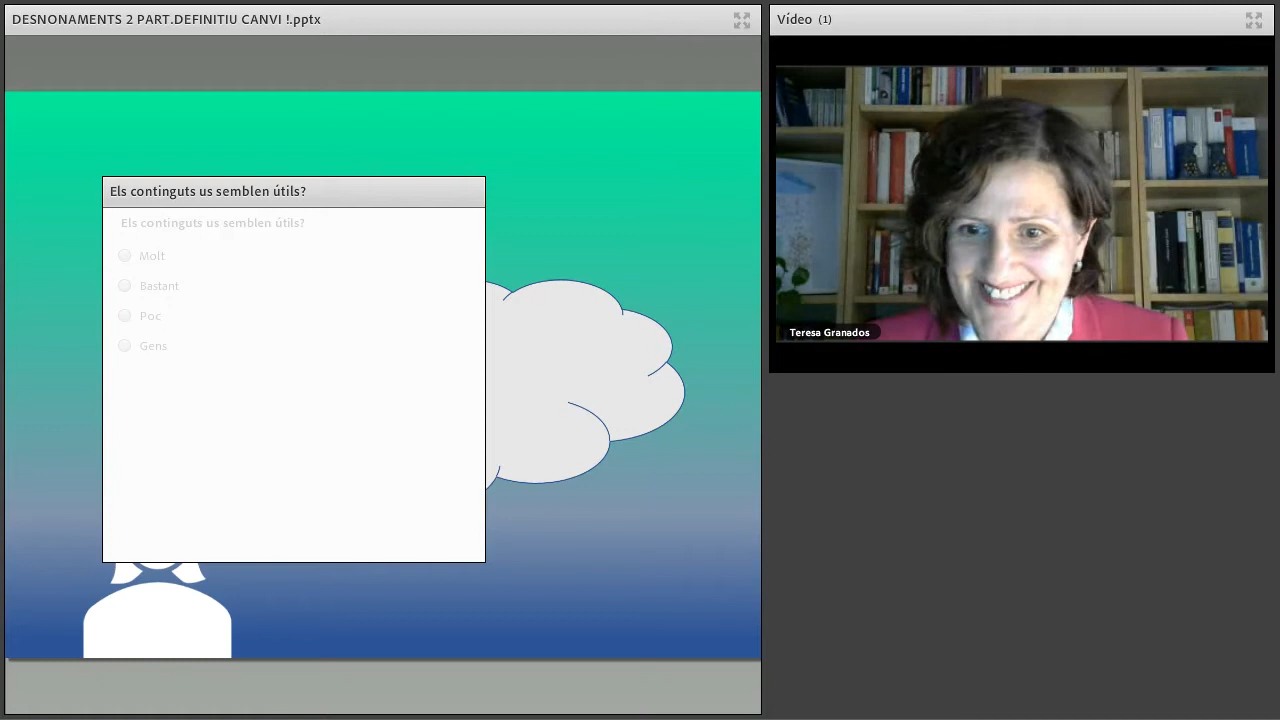 DESNONAMENTS 2 PART.DEFINITIU CANVI !.pptx
Els continguts us semblen útils?
Els continguts us semblen útils?
Molt
Bastant
Poc
Gens
Vídeo (1)
Teresa Granados